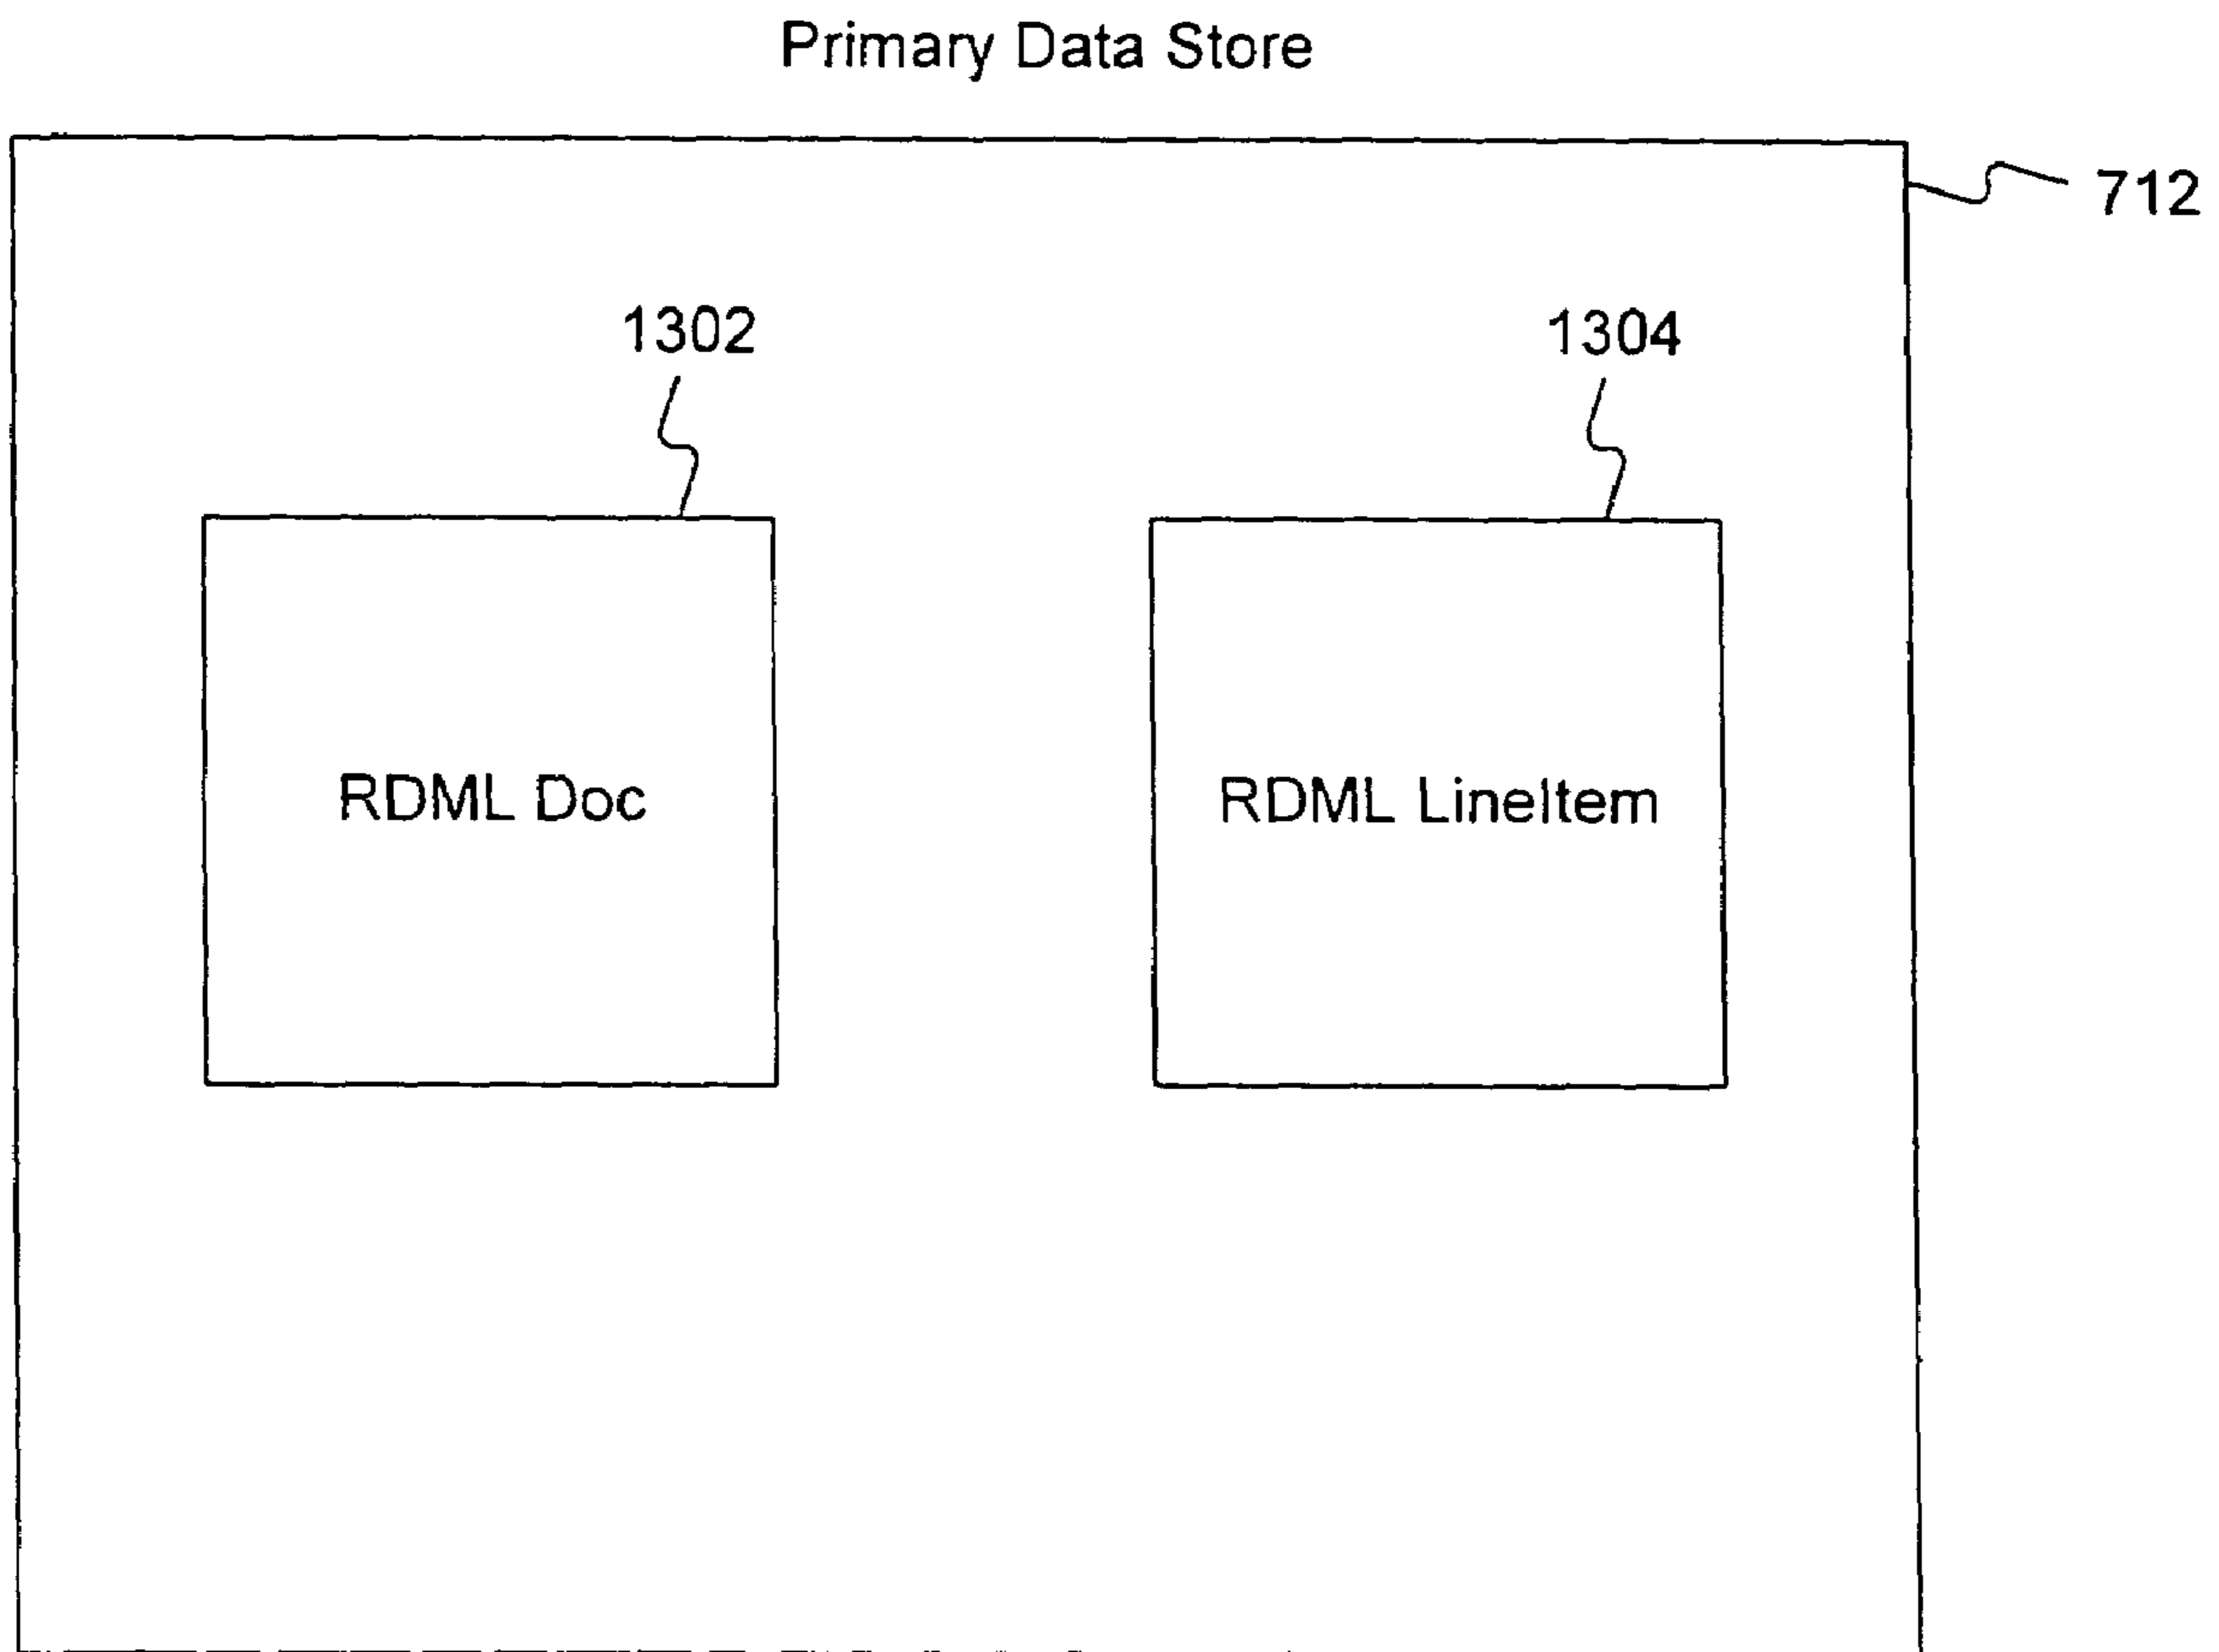 Primary Data Store
712
1302
1304
RDML Doc
RDML LineItem